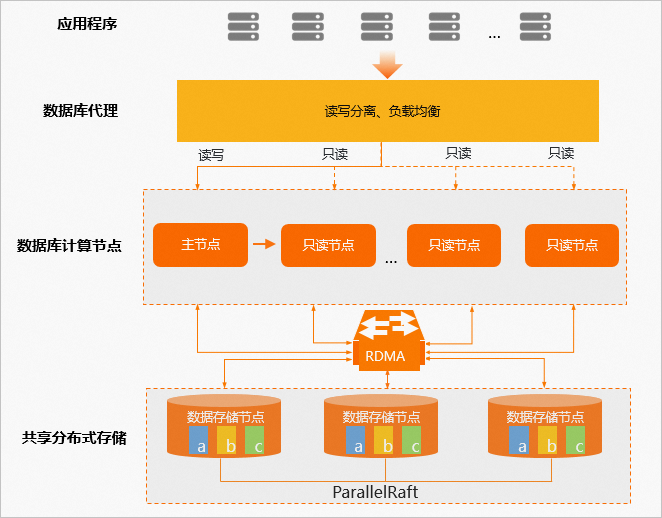 应用程序
...
数据库代理
读写分离、负载均衡
读写
只读
只读
只读
数据库计算节点
主节点
只读节点
...
只读节点
只读节点
RDMA
共享分布式存储
数据存储节点
a b c
数据存储节点
a b c
数据存储节点
a b c
ParallelRaft